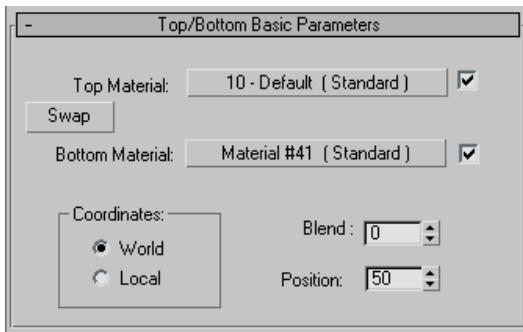 - Top/Bottom Basic Parameters
Top Material: 10 - Default ( Standard )
Swap
Bottom Material: Material #41 ( Standard )
Coordinates:
World
Local
Blend : 0
Position: 50